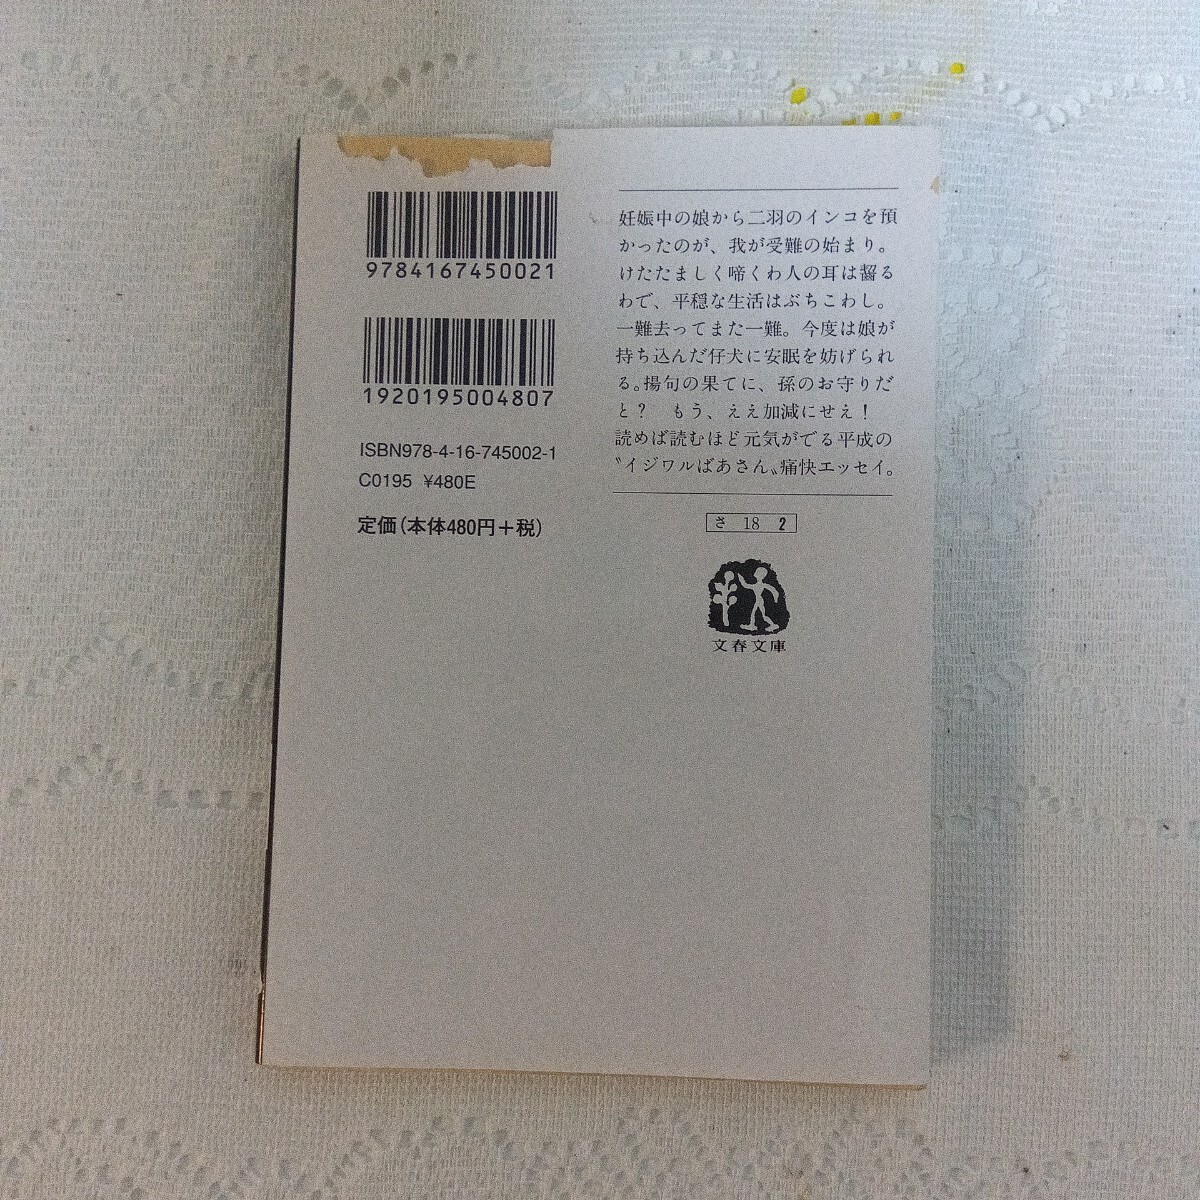 9784167450021
1920195004807
ISBN978-4-16-745002-1
C0195 ¥480E
定価(本体480円+税)
妊娠中の娘から二羽のインコを預
かったのが、我が受難の始まり。
けたたましく啼くわ人の耳は齧る
わで、平穏な生活はぶちこわし。
一難去ってまた一難。今度は娘が
持ち込んだ仔犬に安眠を妨げられ
る。揚句の果てに、孫のお守りだ
と? もう、ええ加減にせえ!
読めば読むほど元気がでる平成の
〝イジワルばあさん〟痛快エッセイ。
さ 18 2
文春文庫